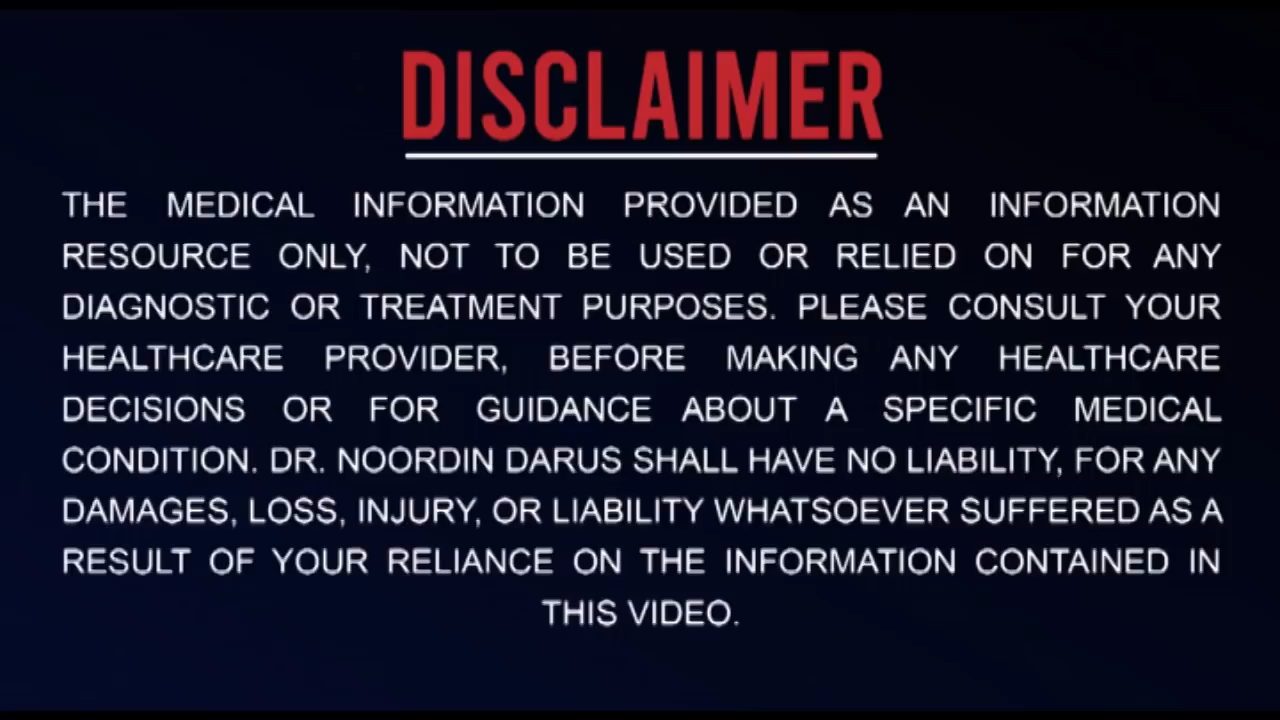 DISCLAIMER
THE MEDICAL INFORMATION PROVIDED AS AN INFORMATION
RESOURCE ONLY, NOT TO BE USED OR RELIED ON FOR ANY
DIAGNOSTIC OR TREATMENT PURPOSES. PLEASE CONSULT YOUR
HEALTHCARE PROVIDER, BEFORE MAKING ANY HEALTHCARE
DECISIONS OR FOR GUIDANCE ABOUT A SPECIFIC MEDICAL
CONDITION. DR. NOORDIN DARUS SHALL HAVE NO LIABILITY, FOR ANY
DAMAGES, LOSS, INJURY, OR LIABILITY WHATSOEVER SUFFERED AS A
RESULT OF YOUR RELIANCE ON THE INFORMATION CONTAINED IN
THIS VIDEO.